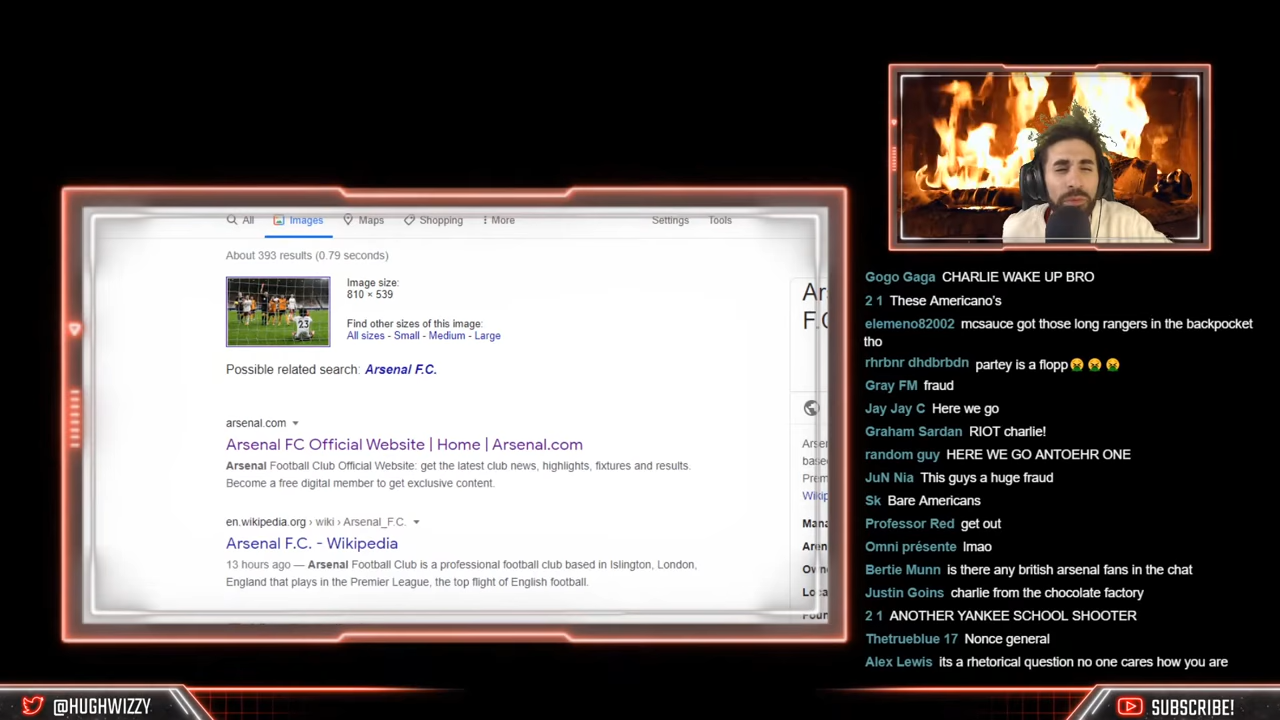 All Images Maps Shopping More Settings Tools
About 393 results (0.79 seconds)
Image size:
810 × 539
Find other sizes of this image:
All sizes - Small - Medium - Large
23
Possible related search: Arsenal F.C.
arsenal.com
Arsenal FC Official Website | Home | Arsenal.com
Arsenal Football Club Official Website: get the latest club news, highlights, fixtures and results.
Become a free digital member to get exclusive content.
en.wikipedia.org › wiki › Arsenal_F.C.
Arsenal F.C. - Wikipedia
13 hours ago — Arsenal Football Club is a professional football club based in Islington, London,
England that plays in the Premier League, the top flight of English football.
Ar
F.C
Arser
base
Prem
Wikip
Mana
Aren
Own
Loca
Gogo Gaga CHARLIE WAKE UP BRO
2 1 These Americano's
elemeno82002 mcsauce got those long rangers in the backpocket
tho
rhrbnr dhdbrbdn partey is a flopp🤮🤮🤮
Gray FM fraud
Jay Jay C Here we go
Graham Sardan RIOT charlie!
random guy HERE WE GO ANTOEHR ONE
JuN Nia This guys a huge fraud
Sk Bare Americans
Professor Red get out
Omni présente lmao
Bertie Munn is there any british arsenal fans in the chat
Justin Goins charlie from the chocolate factory
2 1 ANOTHER YANKEE SCHOOL SHOOTER
Thetrueblue 17 Nonce general
Alex Lewis its a rhetorical question no one cares how you are
@HUGHWIZZY
SUBSCRIBE!